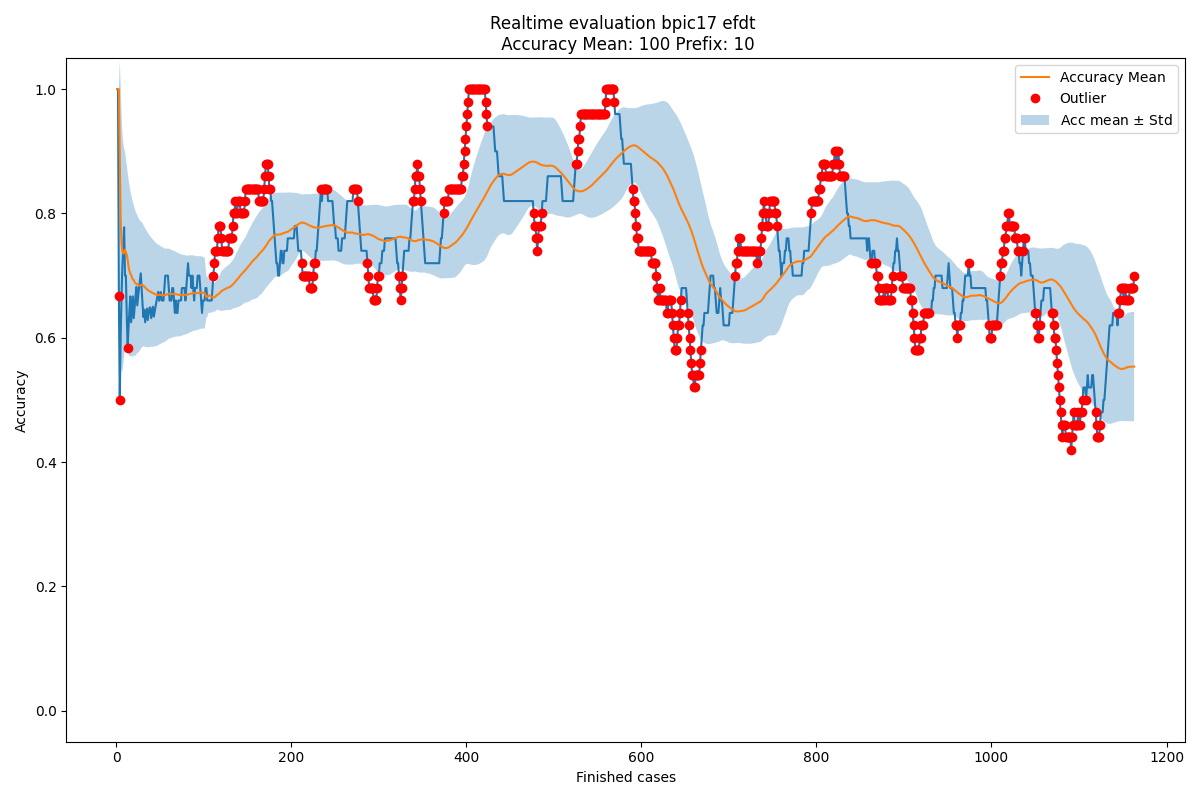 Realtime evaluation bpic17 efdt
Accuracy Mean: 100 Prefix: 10
Accuracy Mean
Outlier
Acc mean ± Std
1.0
0.8
0.6
0.4
0.2
0.0
Accuracy
0 200 400 600 800 1000 1200
Finished cases